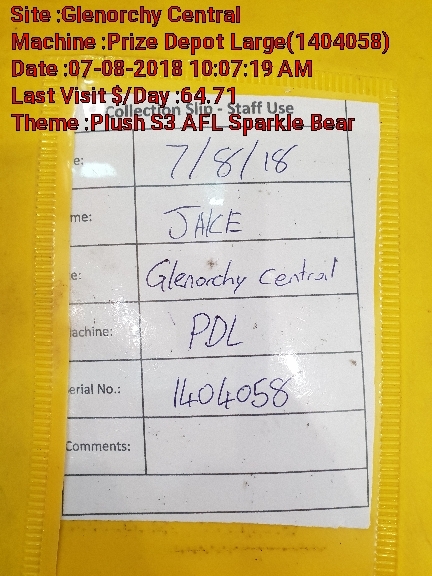 Site :Glenorchy Central
Machine :Prize Depot Large(1404058)
Date :07-08-2018 10:07:19 AM
Last Visit $/Day :64.71
Collection Slip - Staff Use
Theme :Plush S3 AFL Sparkle Bear
e: 7/8/18
me: JAKE
e: Glenorchy Central
achine: PDL
erial No.: 1404058
Comments: